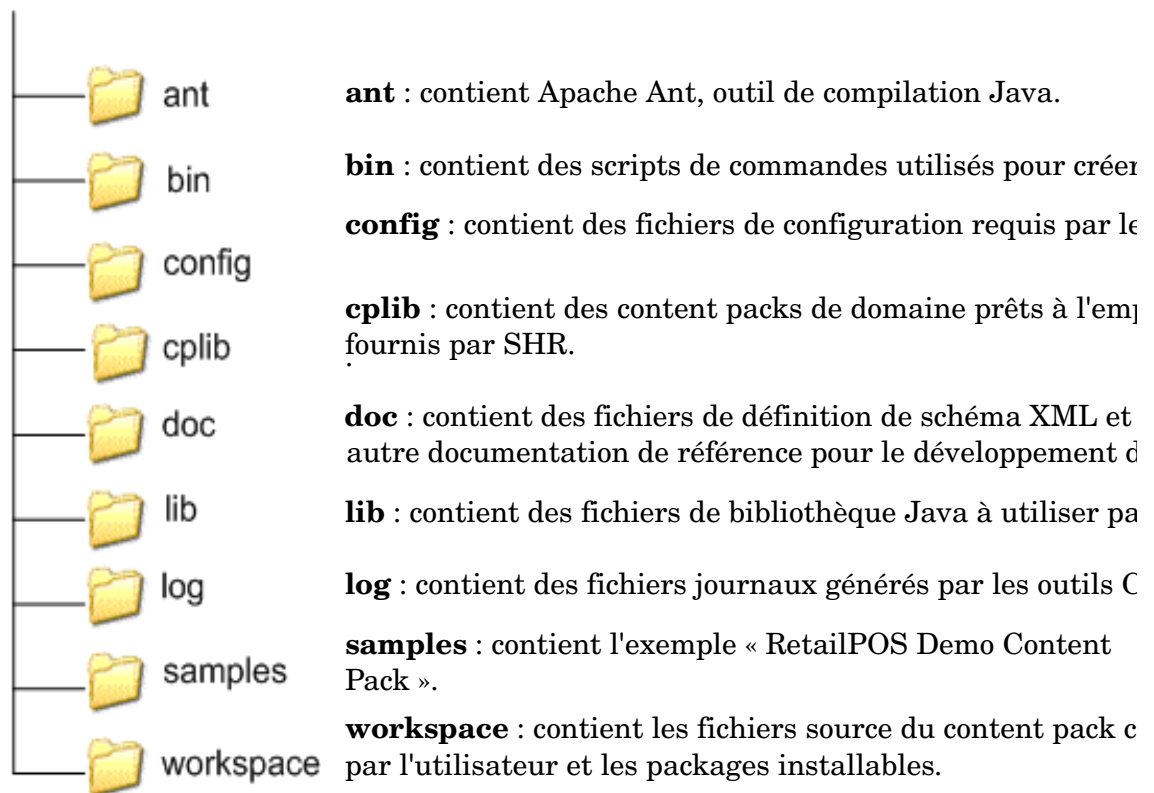 ant
ant : contient Apache Ant, outil de compilation Java.
bin
bin : contient des scripts de commandes utilisés pour créer
config
config : contient des fichiers de configuration requis par le
cplib
cplib : contient des content packs de domaine prêts à l'emp
fournis par SHR.
.
doc
doc : contient des fichiers de définition de schéma XML et
autre documentation de référence pour le développement d
lib
lib : contient des fichiers de bibliothèque Java à utiliser pa
log
log : contient des fichiers journaux générés par les outils C
samples
samples : contient l'exemple « RetailPOS Demo Content
Pack ».
workspace
workspace : contient les fichiers source du content pack c
par l'utilisateur et les packages installables.